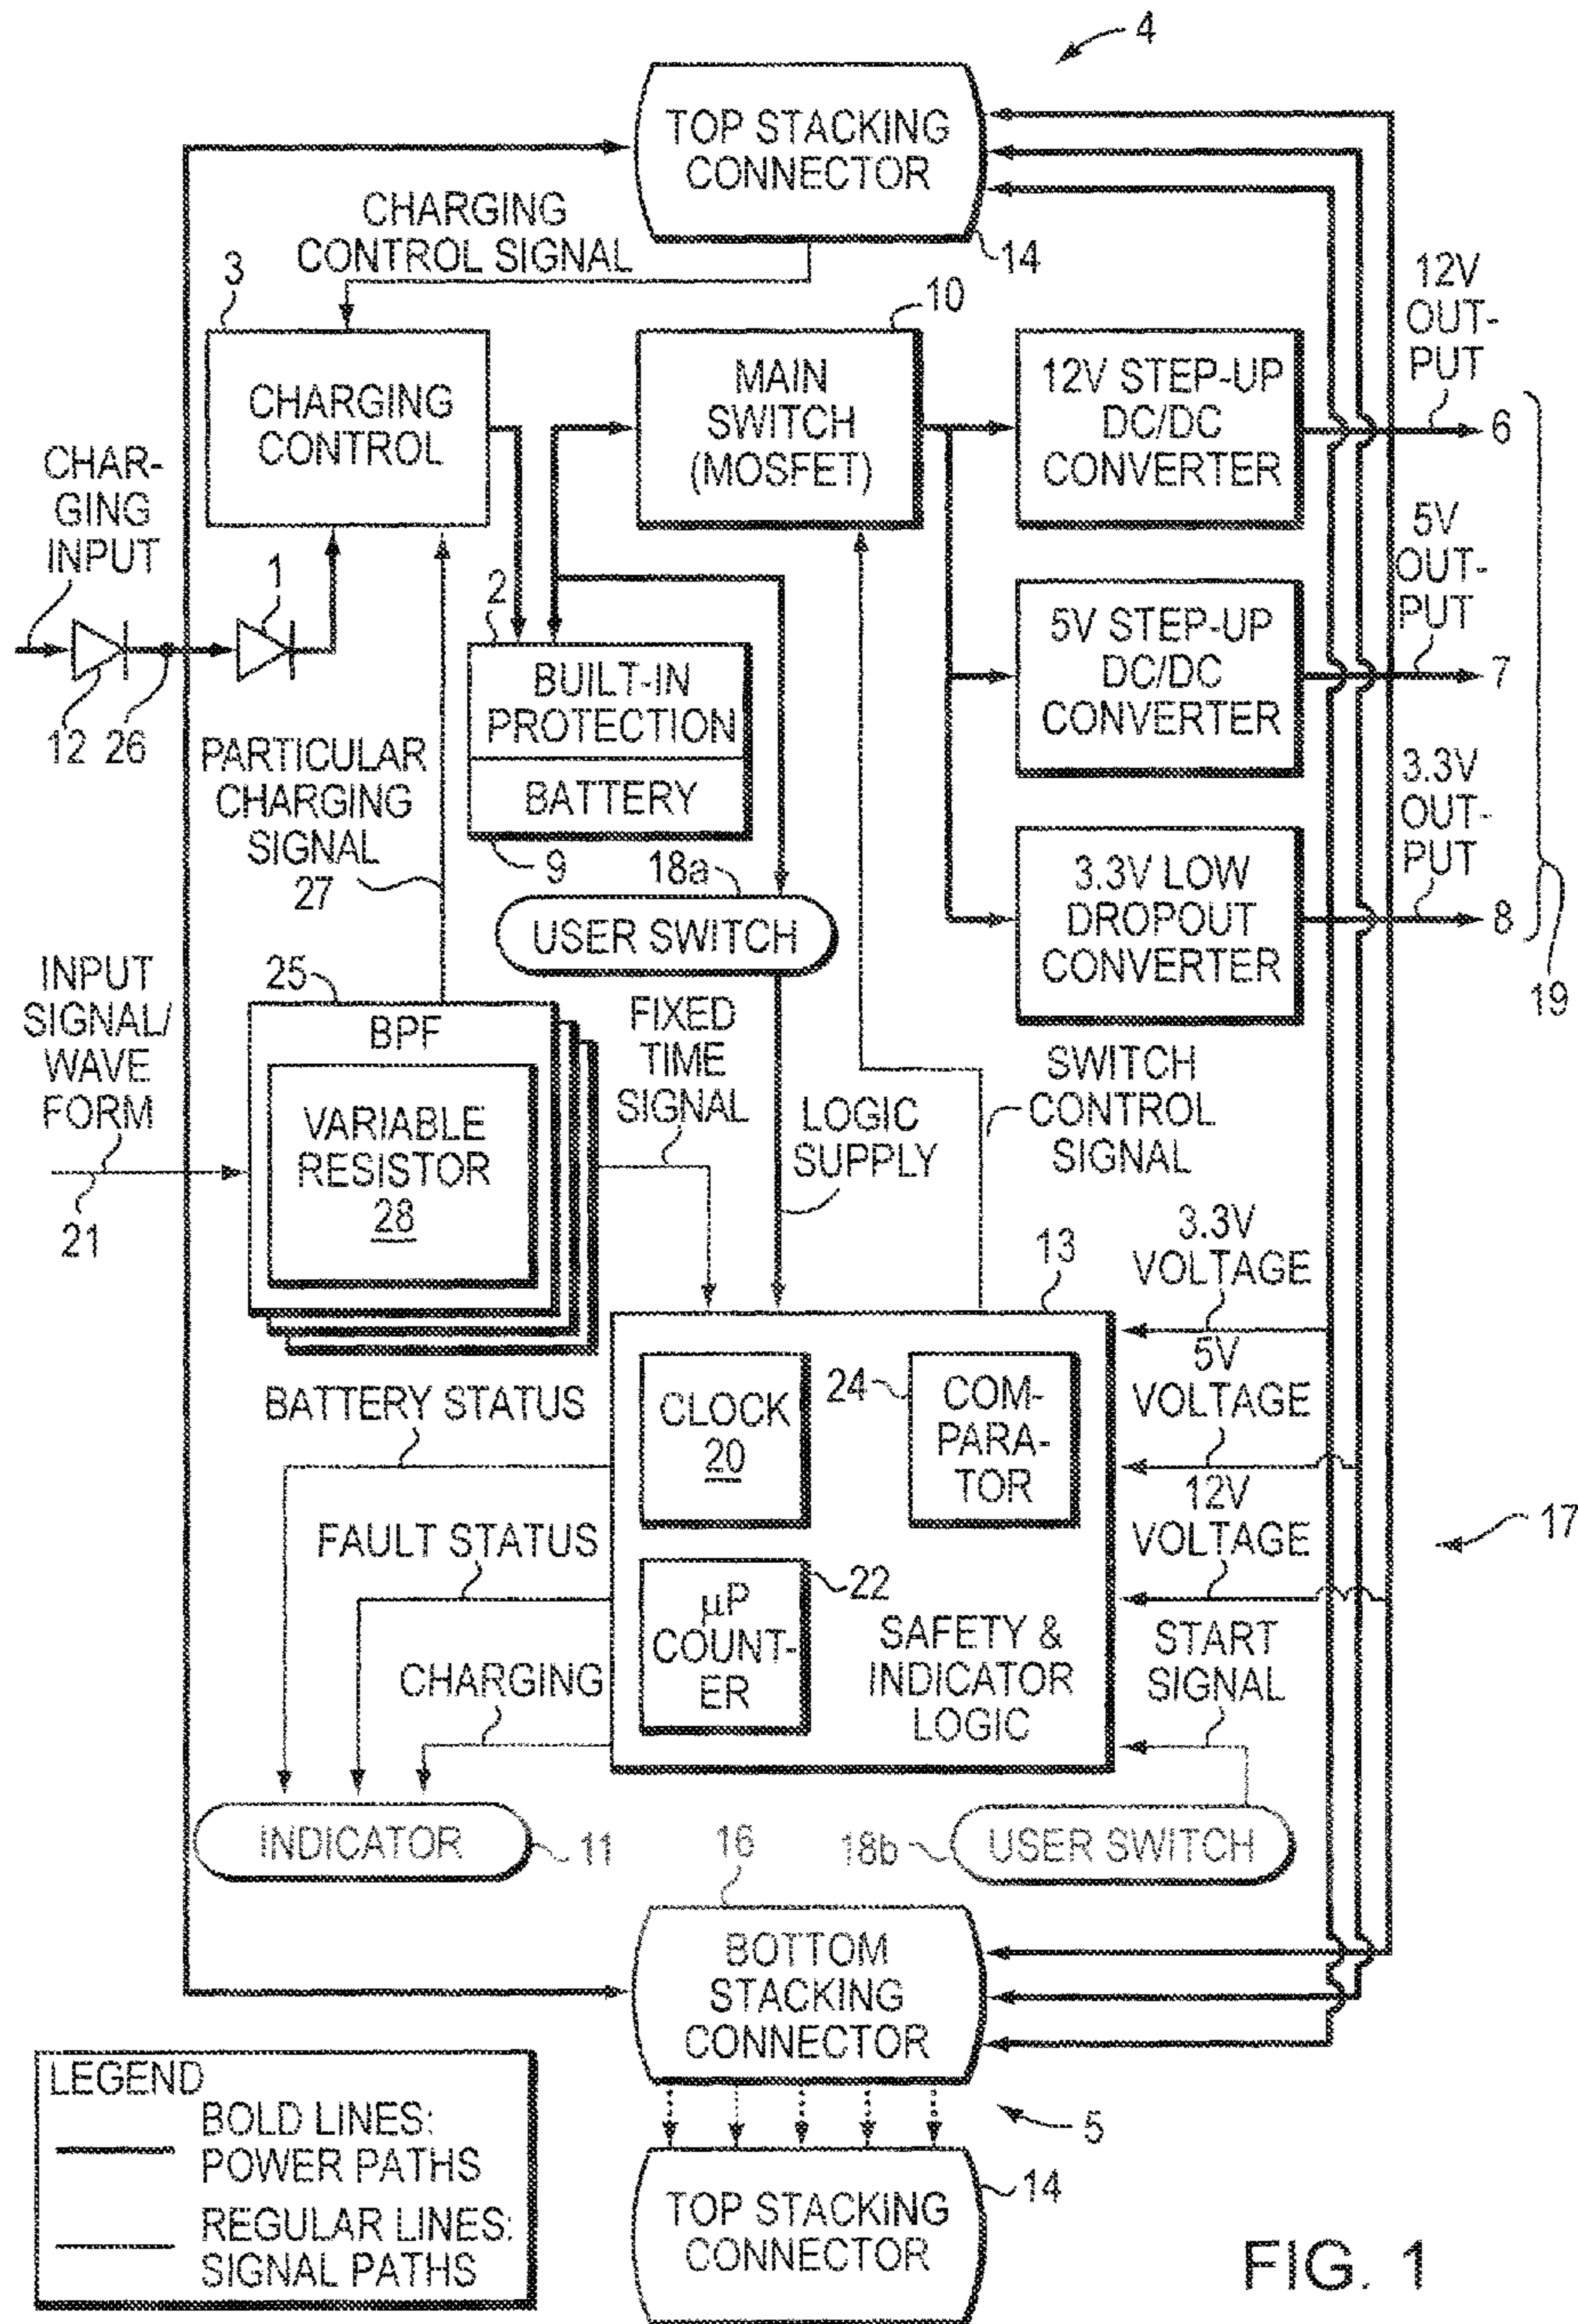 4
TOP STACKING
CONNECTOR
14
CHARGING
CONTROL SIGNAL
3
CHARGING
CONTROL
10
MAIN
SWITCH
(MOSFET)
12V STEP-UP
DC/DC
CONVERTER
12V
OUT-
PUT
6
CHAR-
GING
INPUT
12
26
1
2
BUILT-IN
PROTECTION
BATTERY
9
5V STEP-UP
DC/DC
CONVERTER
5V
OUT-
PUT
7
PARTICULAR
CHARGING
SIGNAL
27
18a
USER SWITCH
3.3V LOW
DROPOUT
CONVERTER
3.3V
OUT-
PUT
8
19
INPUT
SIGNAL/
WAVE
FORM
21
25
BPF
VARIABLE
RESISTOR
28
FIXED
TIME
SIGNAL
LOGIC
SUPPLY
SWITCH
CONTROL
SIGNAL
13
3.3V
VOLTAGE
5V
VOLTAGE
12V
VOLTAGE
START
SIGNAL
17
BATTERY STATUS
FAULT STATUS
CHARGING
CLOCK
20
24
COM-
PARA-
TOR
µP
COUNT-
ER
22
SAFETY &
INDICATOR
LOGIC
INDICATOR
11
16
18b
USER SWITCH
BOTTOM
STACKING
CONNECTOR
5
TOP STACKING
CONNECTOR
14
LEGEND
BOLD LINES:
POWER PATHS
REGULAR LINES:
SIGNAL PATHS
FIG. 1